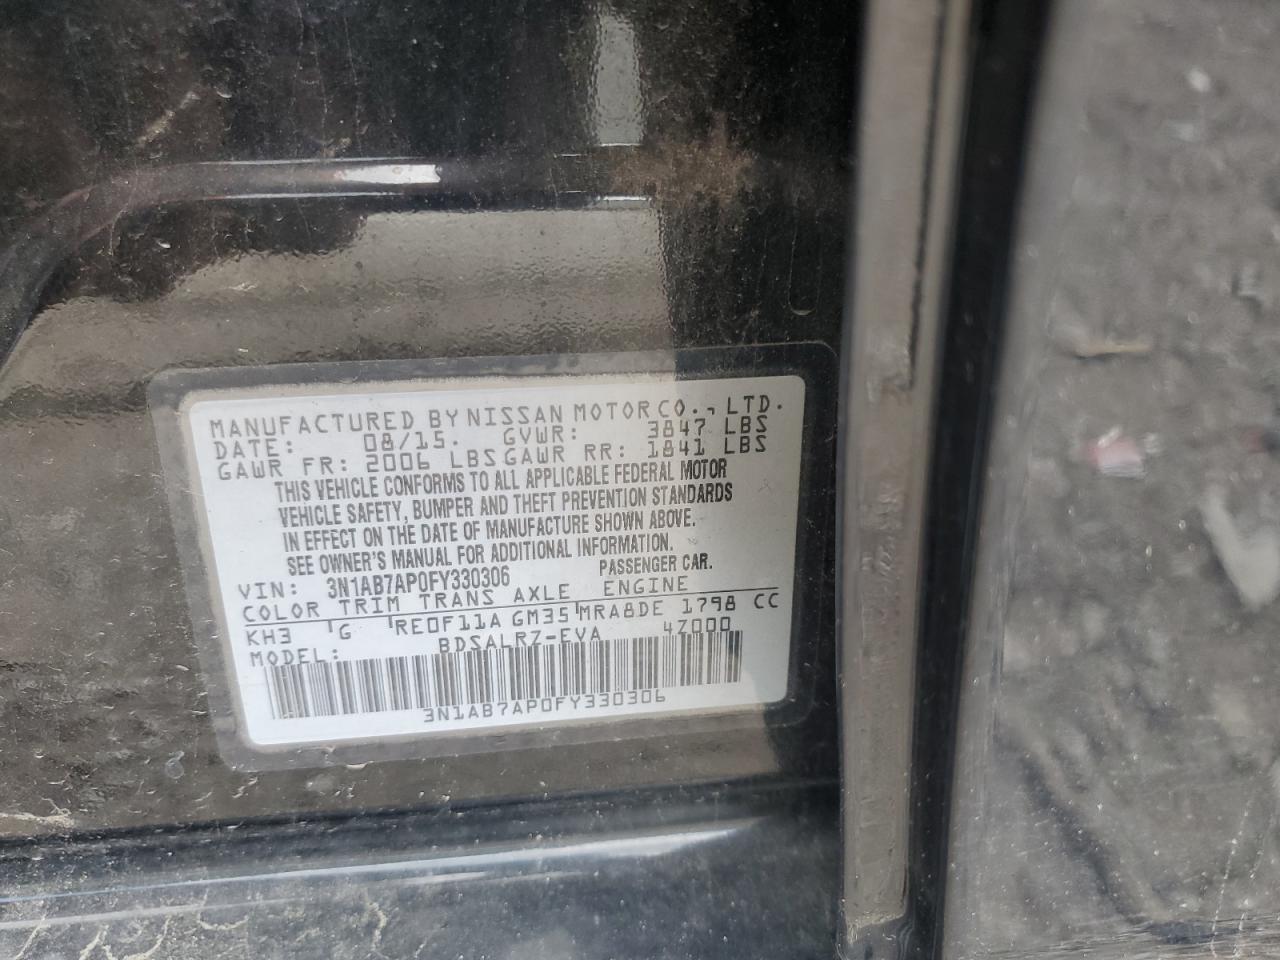 MANUFACTURED BY NISSAN MOTOR CO., LTD.
DATE: 08/15. GVWR: 3847 LBS
GAWR FR: 2006 LBS GAWR RR: 1841 LBS
THIS VEHICLE CONFORMS TO ALL APPLICABLE FEDERAL MOTOR
VEHICLE SAFETY, BUMPER AND THEFT PREVENTION STANDARDS
IN EFFECT ON THE DATE OF MANUFACTURE SHOWN ABOVE.
SEE OWNER'S MANUAL FOR ADDITIONAL INFORMATION.
VIN: 3N1AB7AP0FY330306 PASSENGER CAR.
COLOR TRIM TRANS AXLE ENGINE
KH3 G RE0F11A GM35 MRA8DE 1798 CC
MODEL: BDSALRZ-EVA 4Z000
3N1AB7AP0FY330306